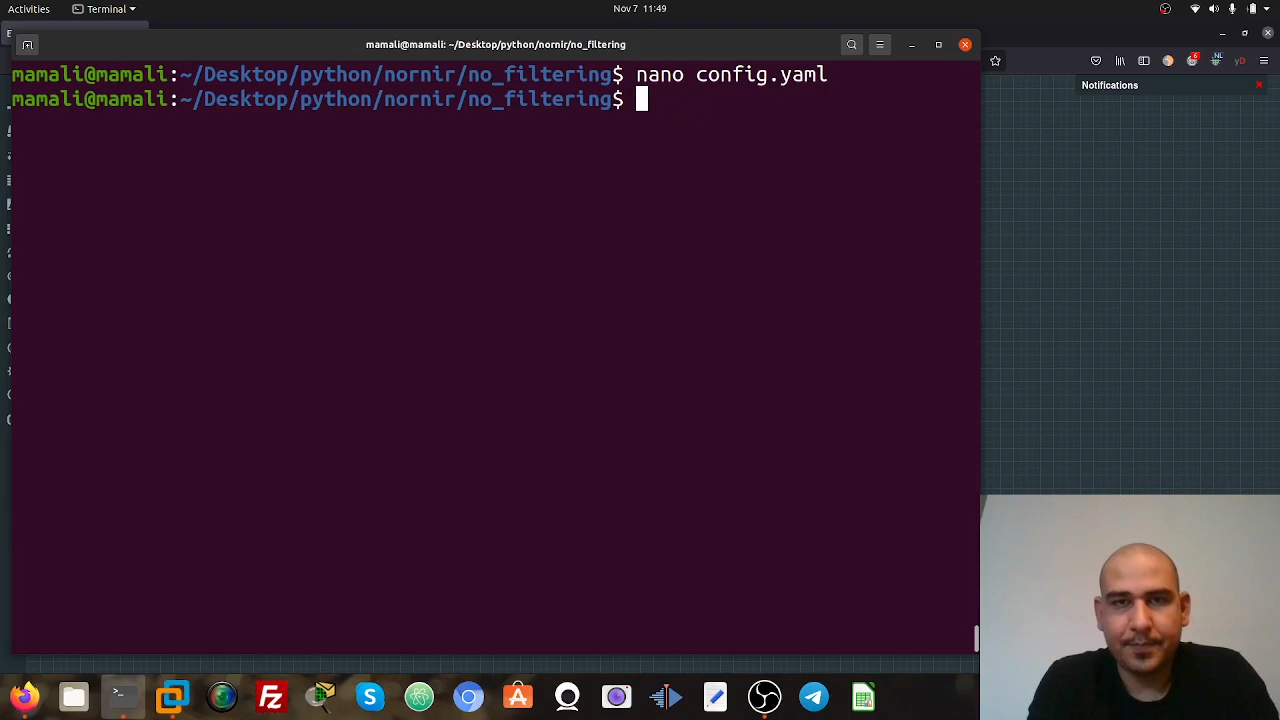 Activities
Terminal
Nov 7 11:49
mamali@mamali: ~/Desktop/python/nornir/no_filtering
mamali@mamali:~/Desktop/python/nornir/no_filtering$ nano config.yaml
mamali@mamali:~/Desktop/python/nornir/no_filtering$
Notifications